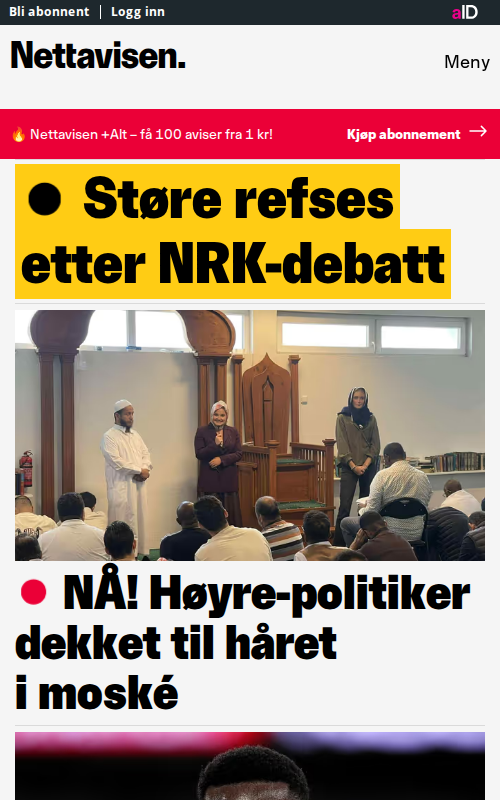 Bli abonnent | Logg inn
aID
Nettavisen.
Meny
Nettavisen +Alt – få 100 aviser fra 1 kr!
Kjøp abonnement →
Støre refses
etter NRK-debatt
NÅ! Høyre-politiker
dekket til håret
i moské